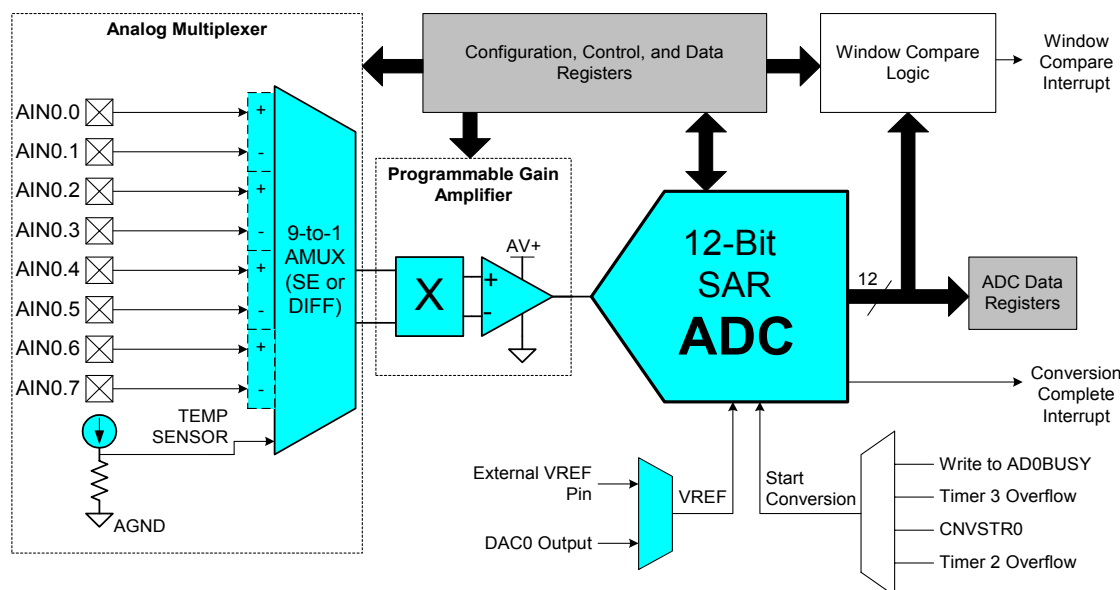 Analog Multiplexer
AIN0.0
+
AIN0.1
-
AIN0.2
+
AIN0.3
-
AIN0.4
+
AIN0.5
-
AIN0.6
+
AIN0.7
-
9-to-1
AMUX
(SE or
DIFF)
TEMP
SENSOR
AGND
Configuration, Control, and Data
Registers
Window Compare
Logic
Window
Compare
Interrupt
Programmable Gain
Amplifier
X
AV+
+
-
12-Bit
SAR
ADC
12
ADC Data
Registers
Conversion
Complete
Interrupt
External VREF
Pin
DAC0 Output
VREF
Start
Conversion
Write to AD0BUSY
Timer 3 Overflow
CNVSTR0
Timer 2 Overflow